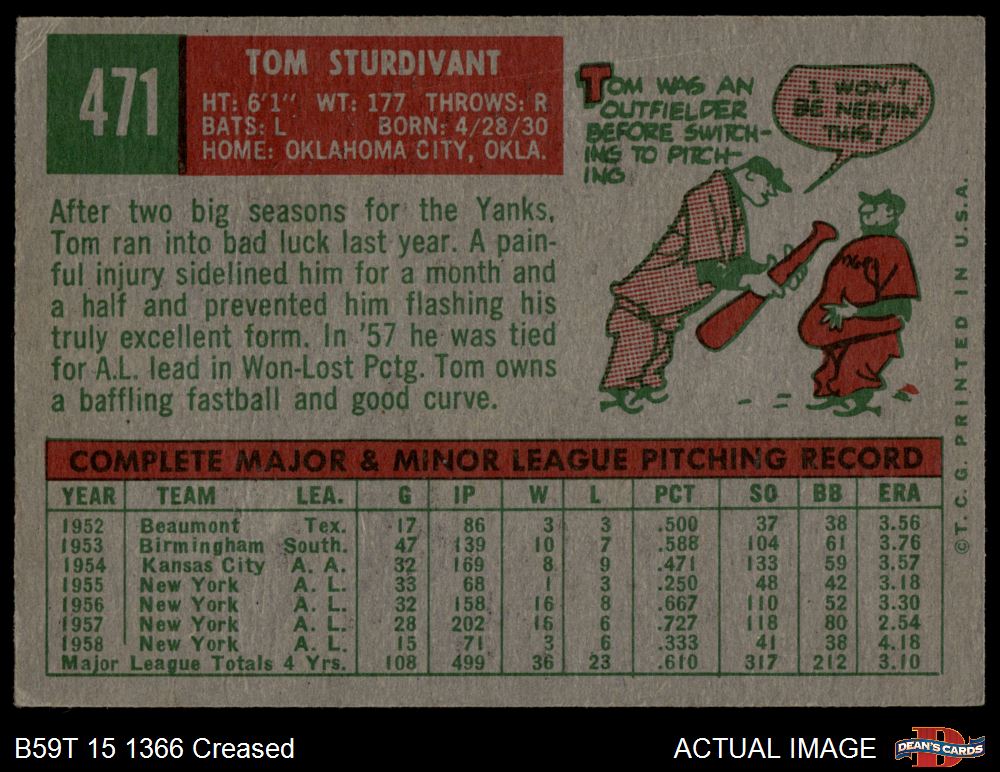 471
TOM STURDIVANT
HT: 6'1" WT: 177 THROWS: R
BATS: L BORN: 4/28/30
HOME: OKLAHOMA CITY, OKLA.
TOM WAS AN
OUTFIELDER
BEFORE SWITCH-
ING TO PITCH-
ING
I WON'T
BE NEEDIN'
THIS!
After two big seasons for the Yanks,
Tom ran into bad luck last year. A pain-
ful injury sidelined him for a month and
a half and prevented him flashing his
truly excellent form. In '57 he was tied
for A.L. lead in Won-Lost Pctg. Tom owns
a baffling fastball and good curve.
COMPLETE MAJOR & MINOR LEAGUE PITCHING RECORD
YEAR TEAM LEA. G IP W L PCT SO BB ERA
1952 Beaumont Tex. 17 86 3 3 .500 37 38 3.56
1953 Birmingham South. 47 139 10 7 .588 104 61 3.76
1954 Kansas City A. A. 32 169 8 9 .471 133 59 3.57
1955 New York A. L. 33 68 1 3 .250 48 42 3.18
1956 New York A. L. 32 158 16 8 .667 110 52 3.30
1957 New York A. L. 28 202 16 6 .727 118 80 2.54
1958 New York A. L. 15 71 3 6 .333 41 38 4.18
Major League Totals 4 Yrs. 108 499 36 23 .610 317 212 3.10
©T. C. G. PRINTED IN U.S.A.
B59T 15 1366 Creased
ACTUAL IMAGE
DEAN'S CARDS